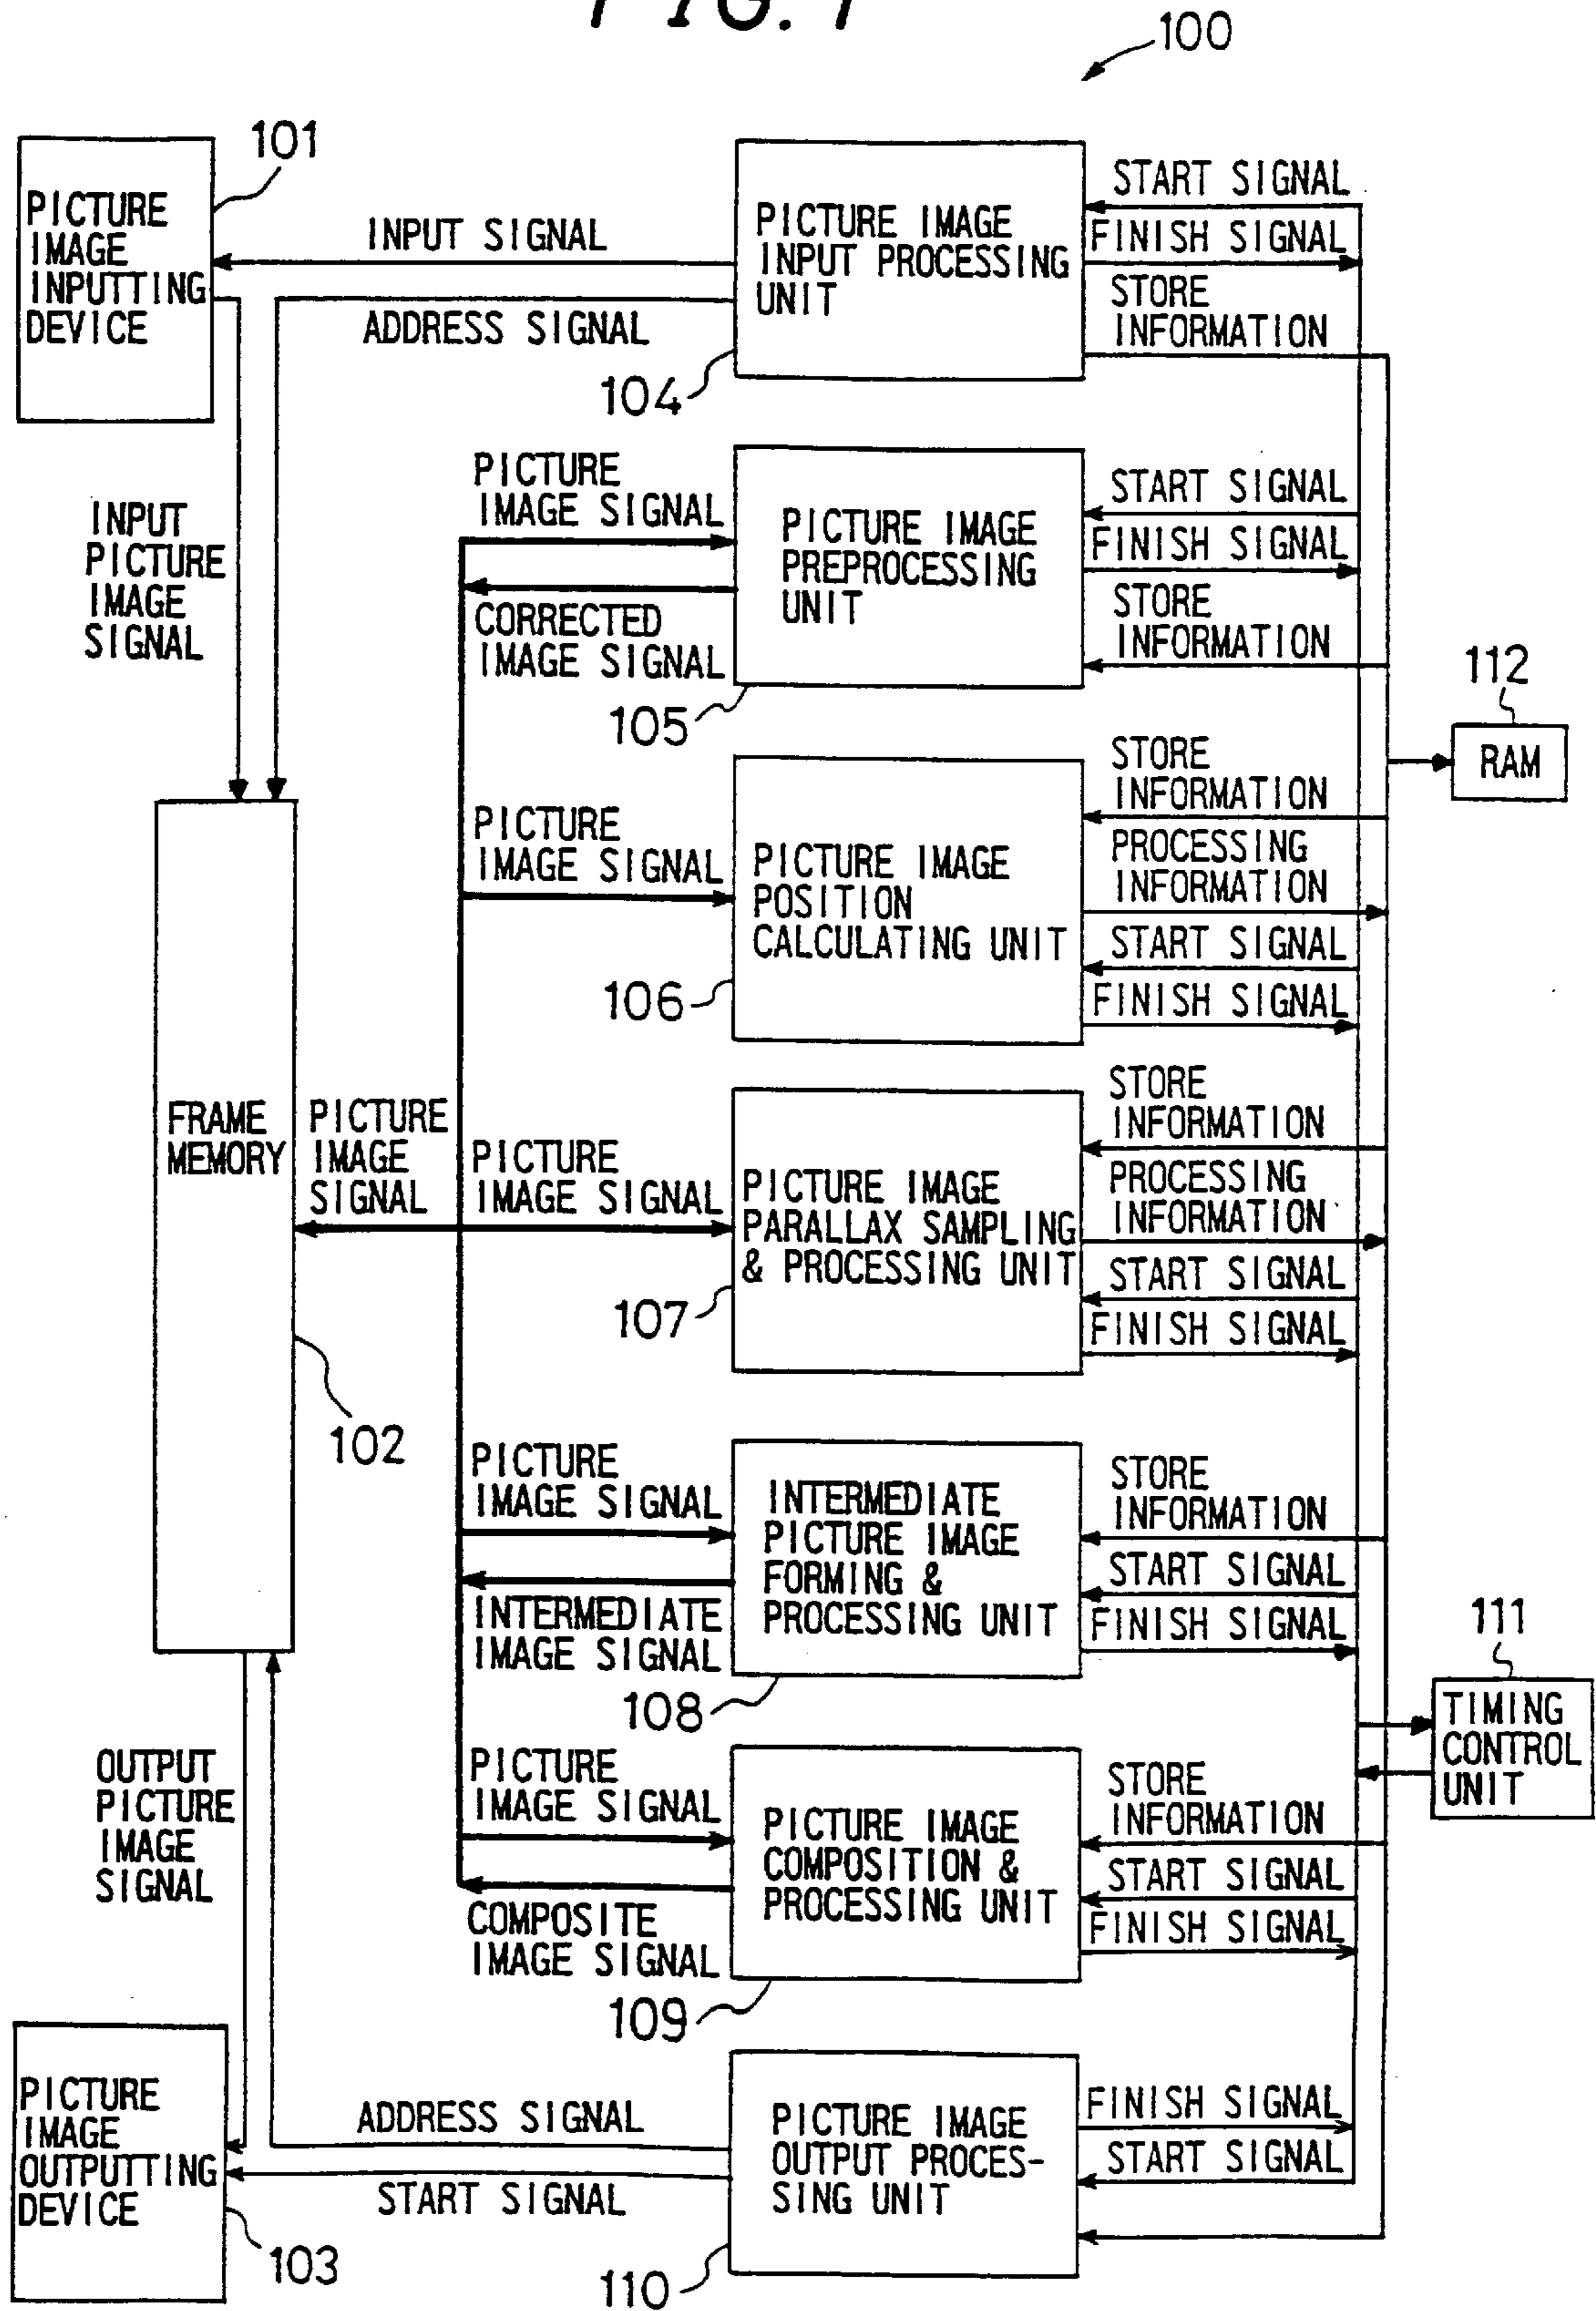 FIG. 1
100
101
PICTURE
IMAGE
INPUTTING
DEVICE
INPUT SIGNAL
ADDRESS SIGNAL
PICTURE IMAGE
INPUT PROCESSING
UNIT
104
START SIGNAL
FINISH SIGNAL
STORE
INFORMATION
INPUT
PICTURE
IMAGE
SIGNAL
PICTURE
IMAGE SIGNAL
CORRECTED
IMAGE SIGNAL
PICTURE IMAGE
PREPROCESSING
UNIT
105
START SIGNAL
FINISH SIGNAL
STORE
INFORMATION
112
RAM
PICTURE
IMAGE SIGNAL
PICTURE IMAGE
POSITION
CALCULATING UNIT
106
STORE
INFORMATION
PROCESSING
INFORMATION
START SIGNAL
FINISH SIGNAL
FRAME
MEMORY
102
PICTURE
IMAGE
SIGNAL
PICTURE
IMAGE SIGNAL
PICTURE IMAGE
PARALLAX SAMPLING
& PROCESSING UNIT
107
STORE
INFORMATION
PROCESSING
INFORMATION
START SIGNAL
FINISH SIGNAL
PICTURE
IMAGE SIGNAL
INTERMEDIATE
IMAGE SIGNAL
INTERMEDIATE
PICTURE IMAGE
FORMING &
PROCESSING UNIT
108
STORE
INFORMATION
START SIGNAL
FINISH SIGNAL
111
TIMING
CONTROL
UNIT
OUTPUT
PICTURE
IMAGE
SIGNAL
PICTURE
IMAGE SIGNAL
COMPOSITE
IMAGE SIGNAL
PICTURE IMAGE
COMPOSITION &
PROCESSING UNIT
109
STORE
INFORMATION
START SIGNAL
FINISH SIGNAL
PICTURE
IMAGE
OUTPUTTING
DEVICE
103
ADDRESS SIGNAL
START SIGNAL
PICTURE IMAGE
OUTPUT PROCES-
SING UNIT
110
FINISH SIGNAL
START SIGNAL